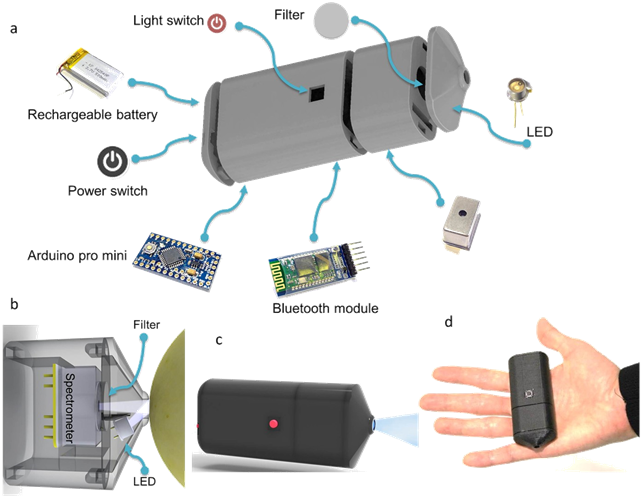 a
Light switch
Filter
Rechargeable battery
LED
Power switch
Arduino pro mini
Bluetooth module
b
Filter
Spectrometer
LED
c
d